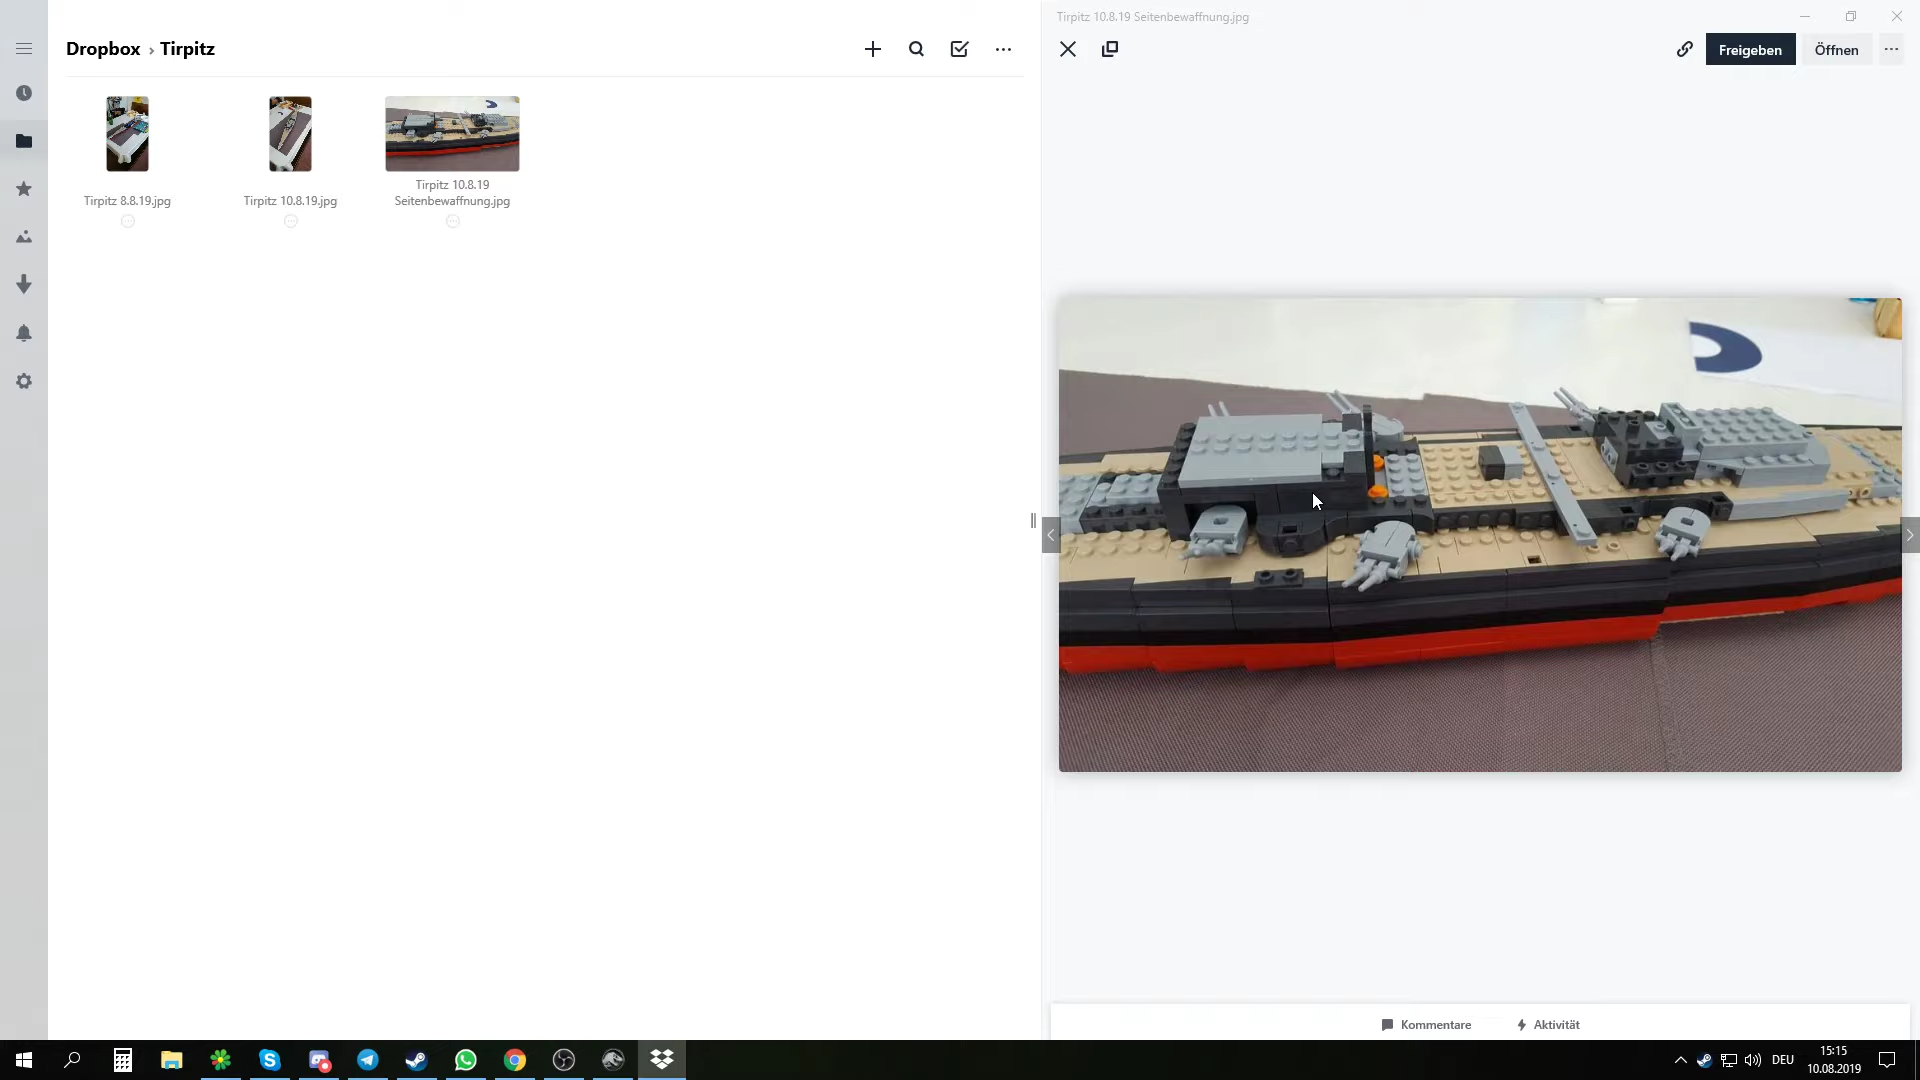 Tirpitz 10.8.19 Seitenbewaffnung.jpg
Dropbox › Tirpitz
Freigeben
Öffnen
Tirpitz 8.8.19.jpg
Tirpitz 10.8.19.jpg
Tirpitz 10.8.19
Seitenbewaffnung.jpg
Kommentare
Aktivität
DEU
15:15
10.08.2019